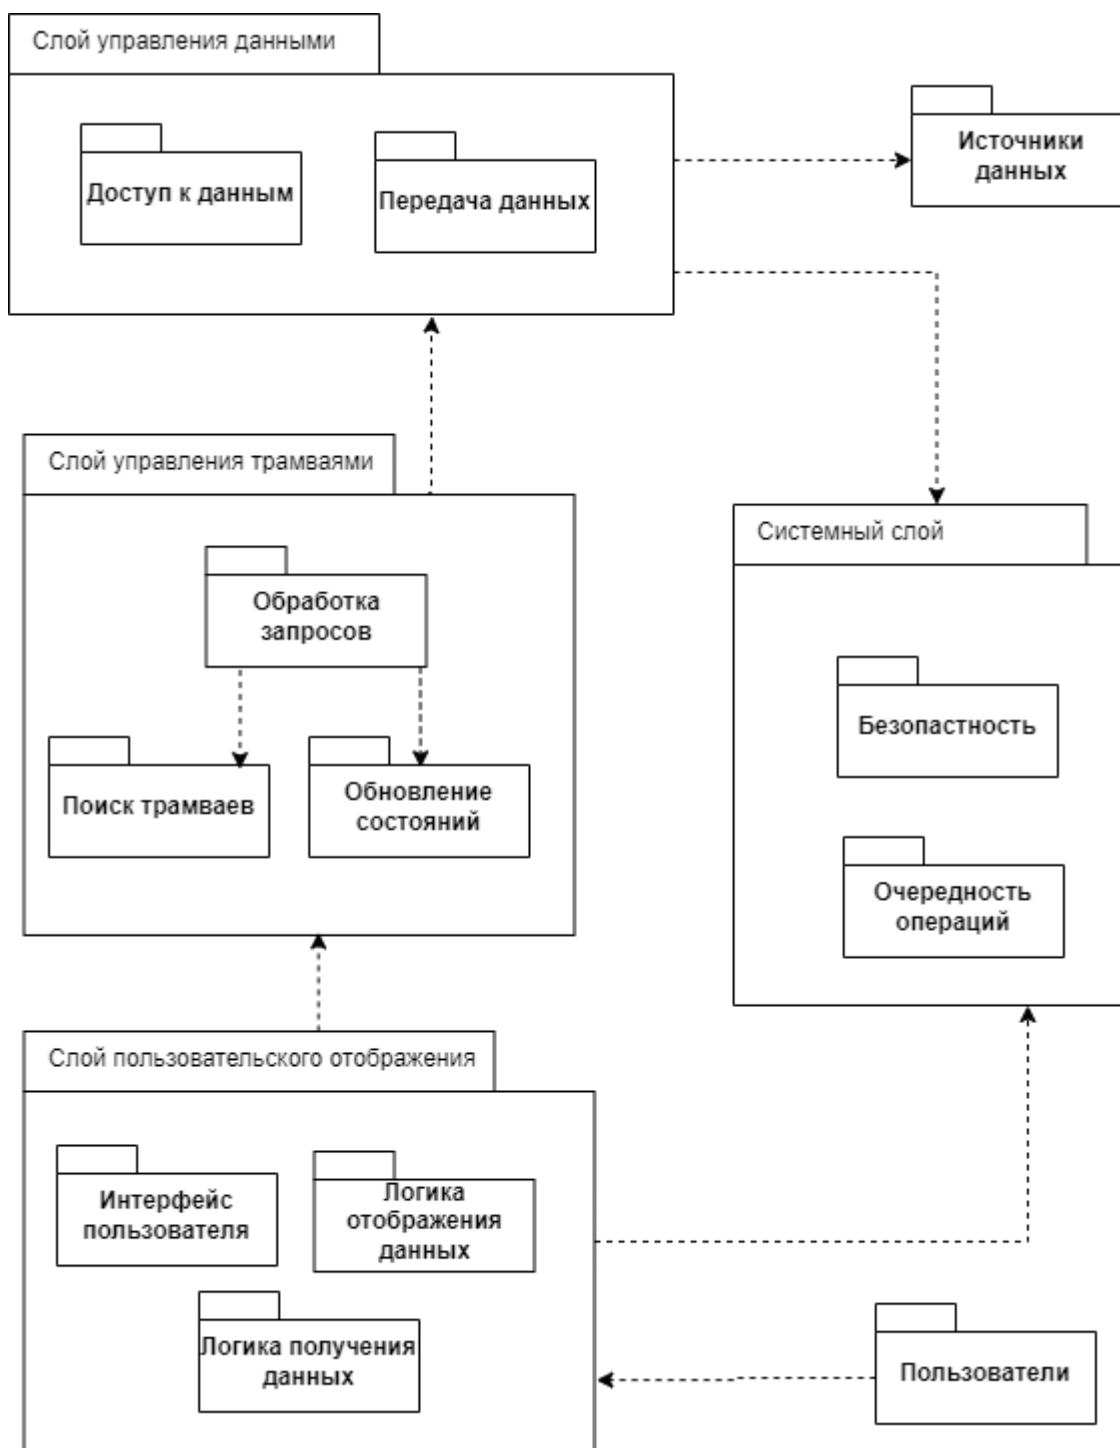 Слой управления данными
Доступ к данным
Передача данных
Источники
данных
Слой управления трамваями
Обработка
запросов
Поиск трамваев
Обновление
состояний
Системный слой
Безопастность
Очередность
операций
Слой пользовательского отображения
Интерфейс
пользователя
Логика
отображения
данных
Логика получения
данных
Пользователи